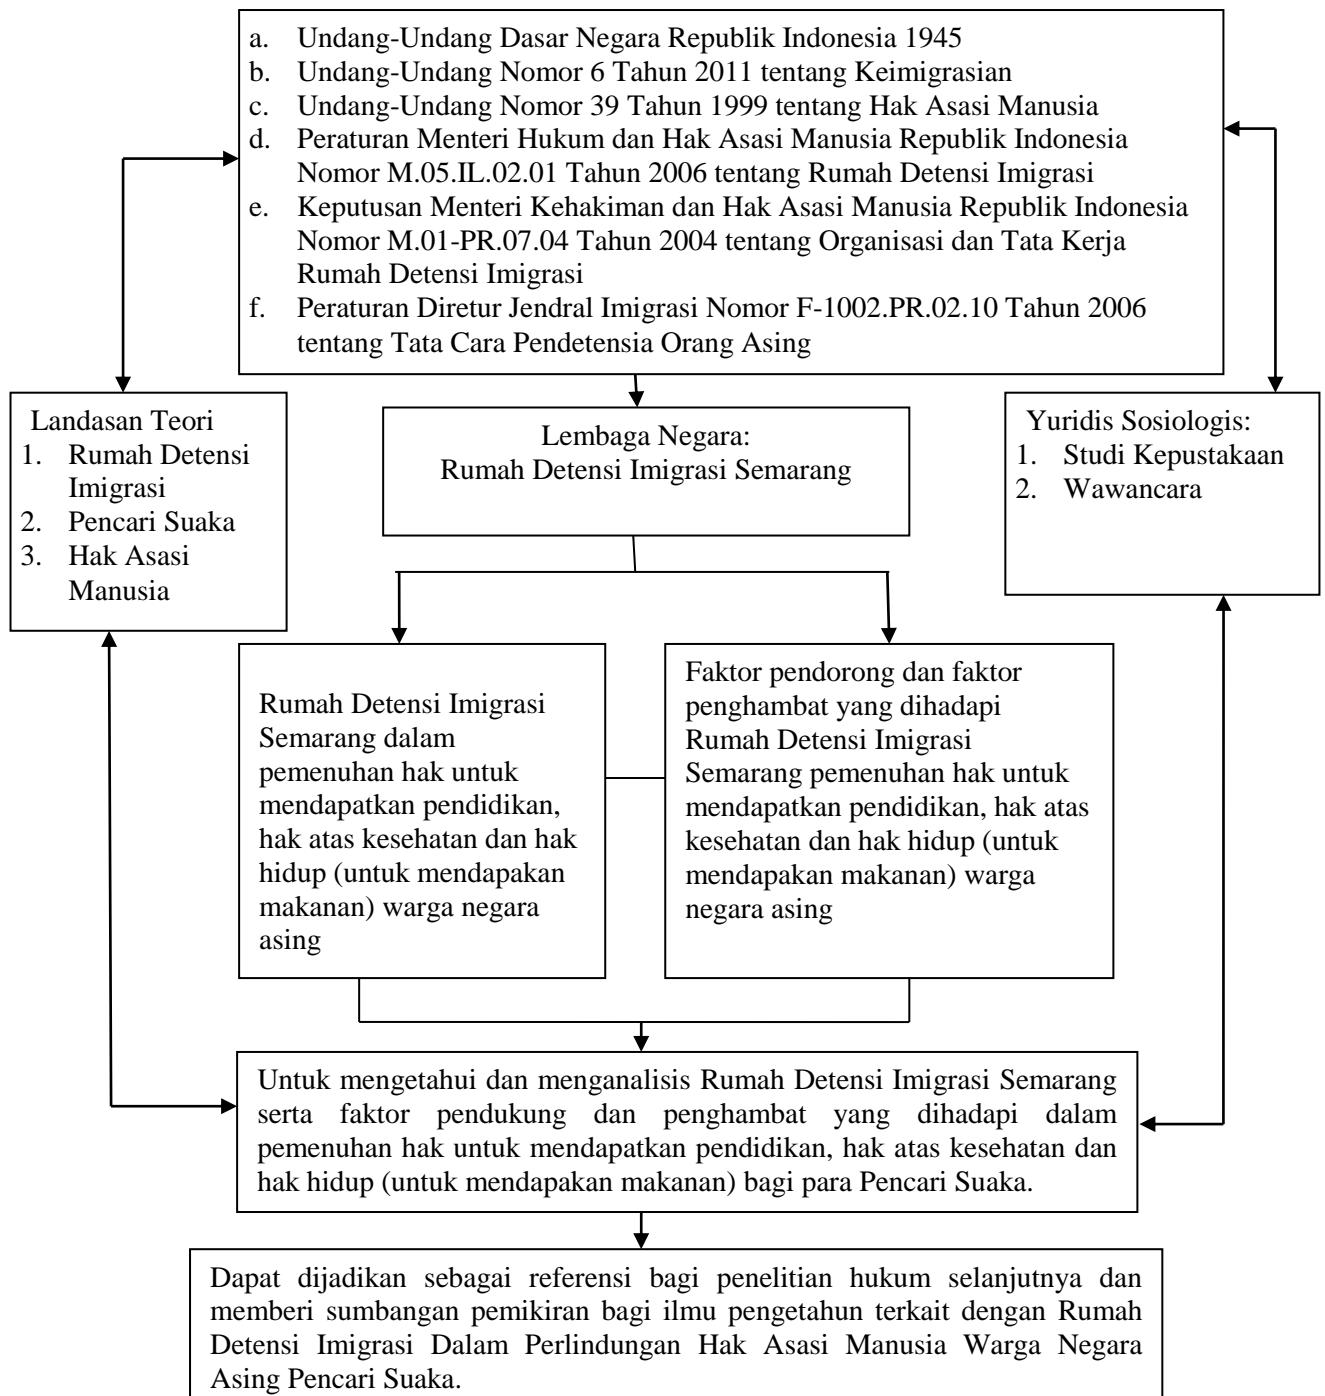 a. Undang-Undang Dasar Negara Republik Indonesia 1945
b. Undang-Undang Nomor 6 Tahun 2011 tentang Keimigrasian
c. Undang-Undang Nomor 39 Tahun 1999 tentang Hak Asasi Manusia
d. Peraturan Menteri Hukum dan Hak Asasi Manusia Republik Indonesia
Nomor M.05.IL.02.01 Tahun 2006 tentang Rumah Detensi Imigrasi
e. Keputusan Menteri Kehakiman dan Hak Asasi Manusia Republik Indonesia
Nomor M.01-PR.07.04 Tahun 2004 tentang Organisasi dan Tata Kerja
Rumah Detensi Imigrasi
f. Peraturan Diretur Jendral Imigrasi Nomor F-1002.PR.02.10 Tahun 2006
tentang Tata Cara Pendetensia Orang Asing
Landasan Teori
1. Rumah Detensi
Imigrasi
2. Pencari Suaka
3. Hak Asasi
Manusia
Lembaga Negara:
Rumah Detensi Imigrasi Semarang
Yuridis Sosiologis:
1. Studi Kepustakaan
2. Wawancara
Rumah Detensi Imigrasi
Semarang dalam
pemenuhan hak untuk
mendapatkan pendidikan,
hak atas kesehatan dan hak
hidup (untuk mendapakan
makanan) warga negara
asing
Faktor pendorong dan faktor
penghambat yang dihadapi
Rumah Detensi Imigrasi
Semarang pemenuhan hak untuk
mendapatkan pendidikan, hak atas
kesehatan dan hak hidup (untuk
mendapakan makanan) warga
negara asing
Untuk mengetahui dan menganalisis Rumah Detensi Imigrasi Semarang
serta faktor pendukung dan penghambat yang dihadapi dalam
pemenuhan hak untuk mendapatkan pendidikan, hak atas kesehatan dan
hak hidup (untuk mendapakan makanan) bagi para Pencari Suaka.
Dapat dijadikan sebagai referensi bagi penelitian hukum selanjutnya dan
memberi sumbangan pemikiran bagi ilmu pengetahun terkait dengan Rumah
Detensi Imigrasi Dalam Perlindungan Hak Asasi Manusia Warga Negara
Asing Pencari Suaka.